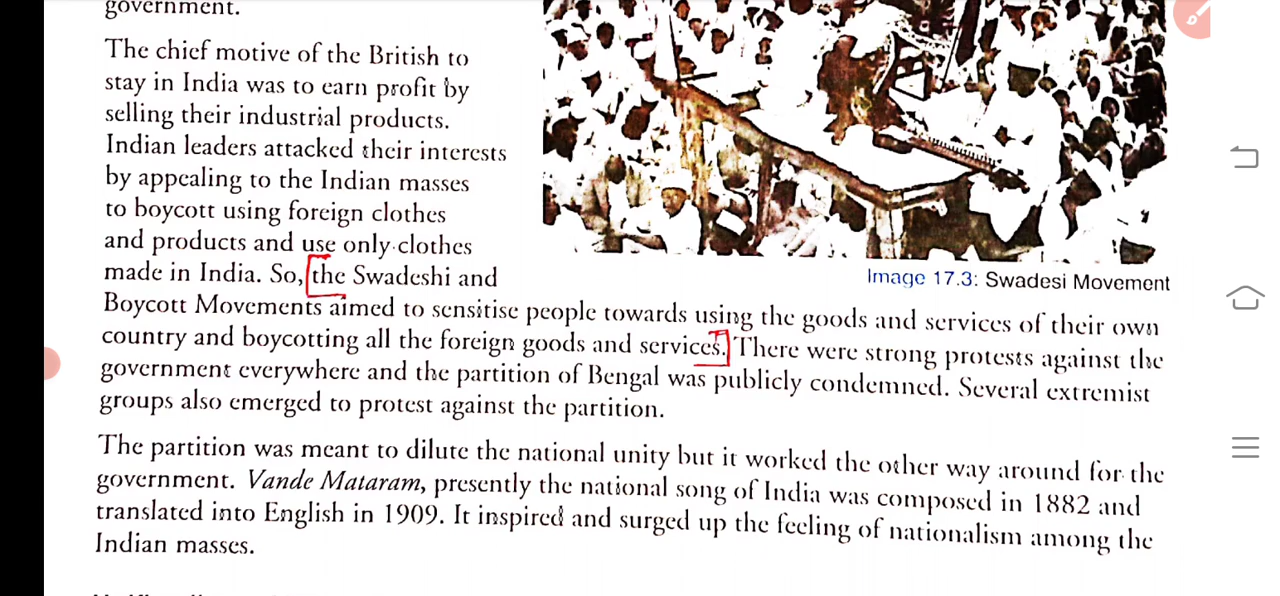 government.
The chief motive of the British to
stay in India was to earn profit by
selling their industrial products.
Indian leaders attacked their interests
by appealing to the Indian masses
to boycott using foreign clothes
and products and use only clothes
made in India. So, the Swadeshi and
Image 17.3: Swadesi Movement
Boycott Movements aimed to sensitise people towards using the goods and services of their own
country and boycotting all the foreign goods and services. There were strong protests against the
government everywhere and the partition of Bengal was publicly condemned. Several extremist
groups also emerged to protest against the partition.
The partition was meant to dilute the national unity but it worked the other way around for the
government. Vande Mataram, presently the national song of India was composed in 1882 and
translated into English in 1909. It inspired and surged up the feeling of nationalism among the
Indian masses.